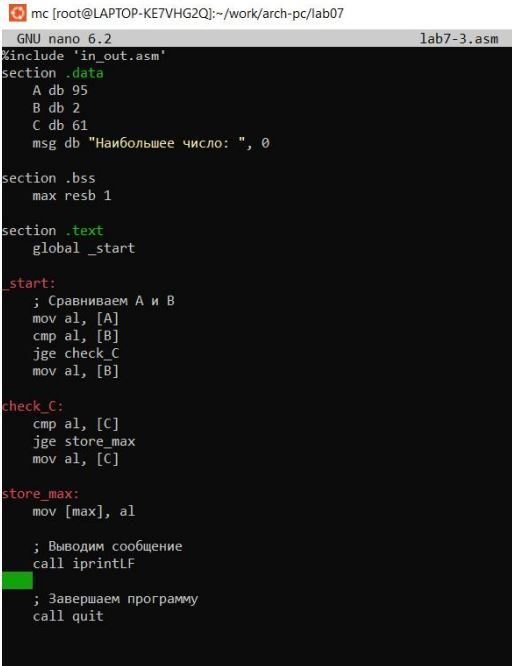 mc [root@LAPTOP-KE7VHG2Q]:~/work/arch-pc/lab07
GNU nano 6.2 lab7-3.asm
%include 'in_out.asm'
section .data
    A db 95
    B db 2
    C db 61
    msg db "Наибольшее число: ", 0
section .bss
    max resb 1
section .text
    global _start
_start:
    ; Сравниваем A и B
    mov al, [A]
    cmp al, [B]
    jge check_C
    mov al, [B]
check_C:
    cmp al, [C]
    jge store_max
    mov al, [C]
store_max:
    mov [max], al
    ; Выводим сообщение
    call iprintLF
    ; Завершаем программу
    call quit